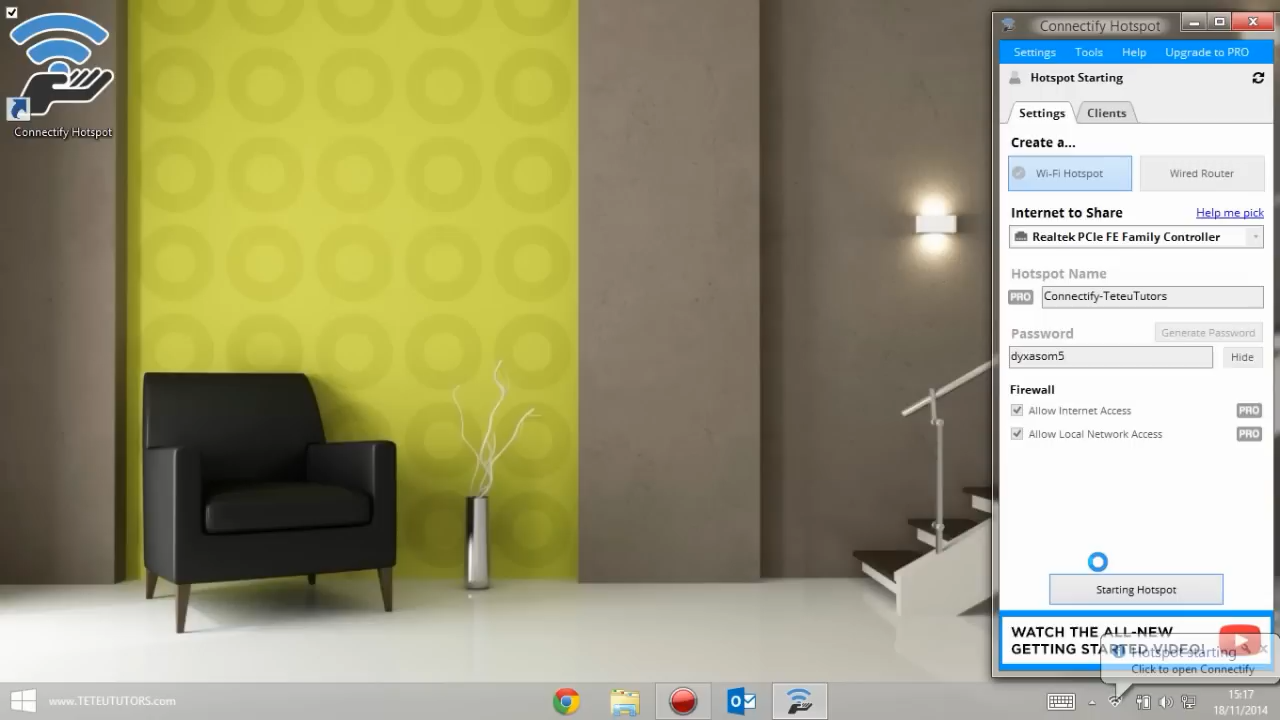 Connectify Hotspot
Connectify Hotspot
Settings Tools Help Upgrade to PRO
Hotspot Starting
Settings Clients
Create a...
Wi-Fi Hotspot Wired Router
Internet to Share Help me pick
Realtek PCIe FE Family Controller
Hotspot Name
PRO Connectify-TeteuTutors
Password Generate Password
dyxasom5 Hide
Firewall
Allow Internet Access PRO
Allow Local Network Access PRO
Starting Hotspot
WATCH THE ALL-NEW
GETTING STARTED VIDEO!
Hotspot starting
Click to open Connectify
www.TETEUTUTORS.com
15:17
18/11/2014